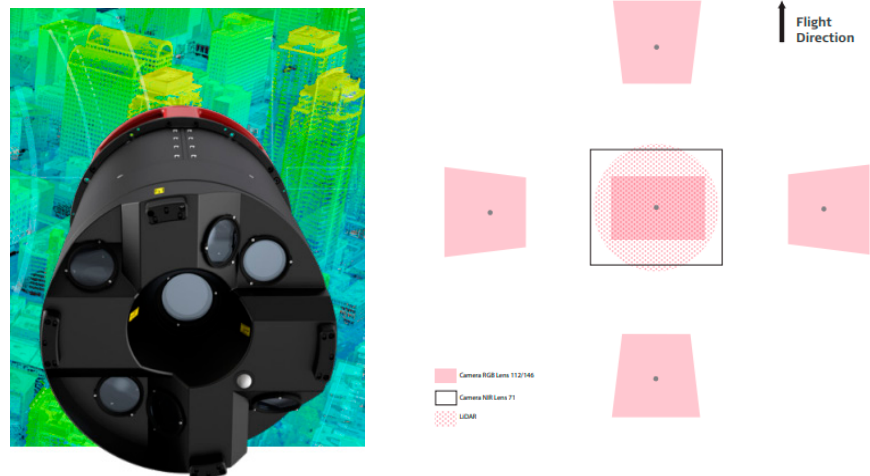 Flight
Direction
Camera RGB Lens 112/146
Camera NIR Lens 71
LiDAR